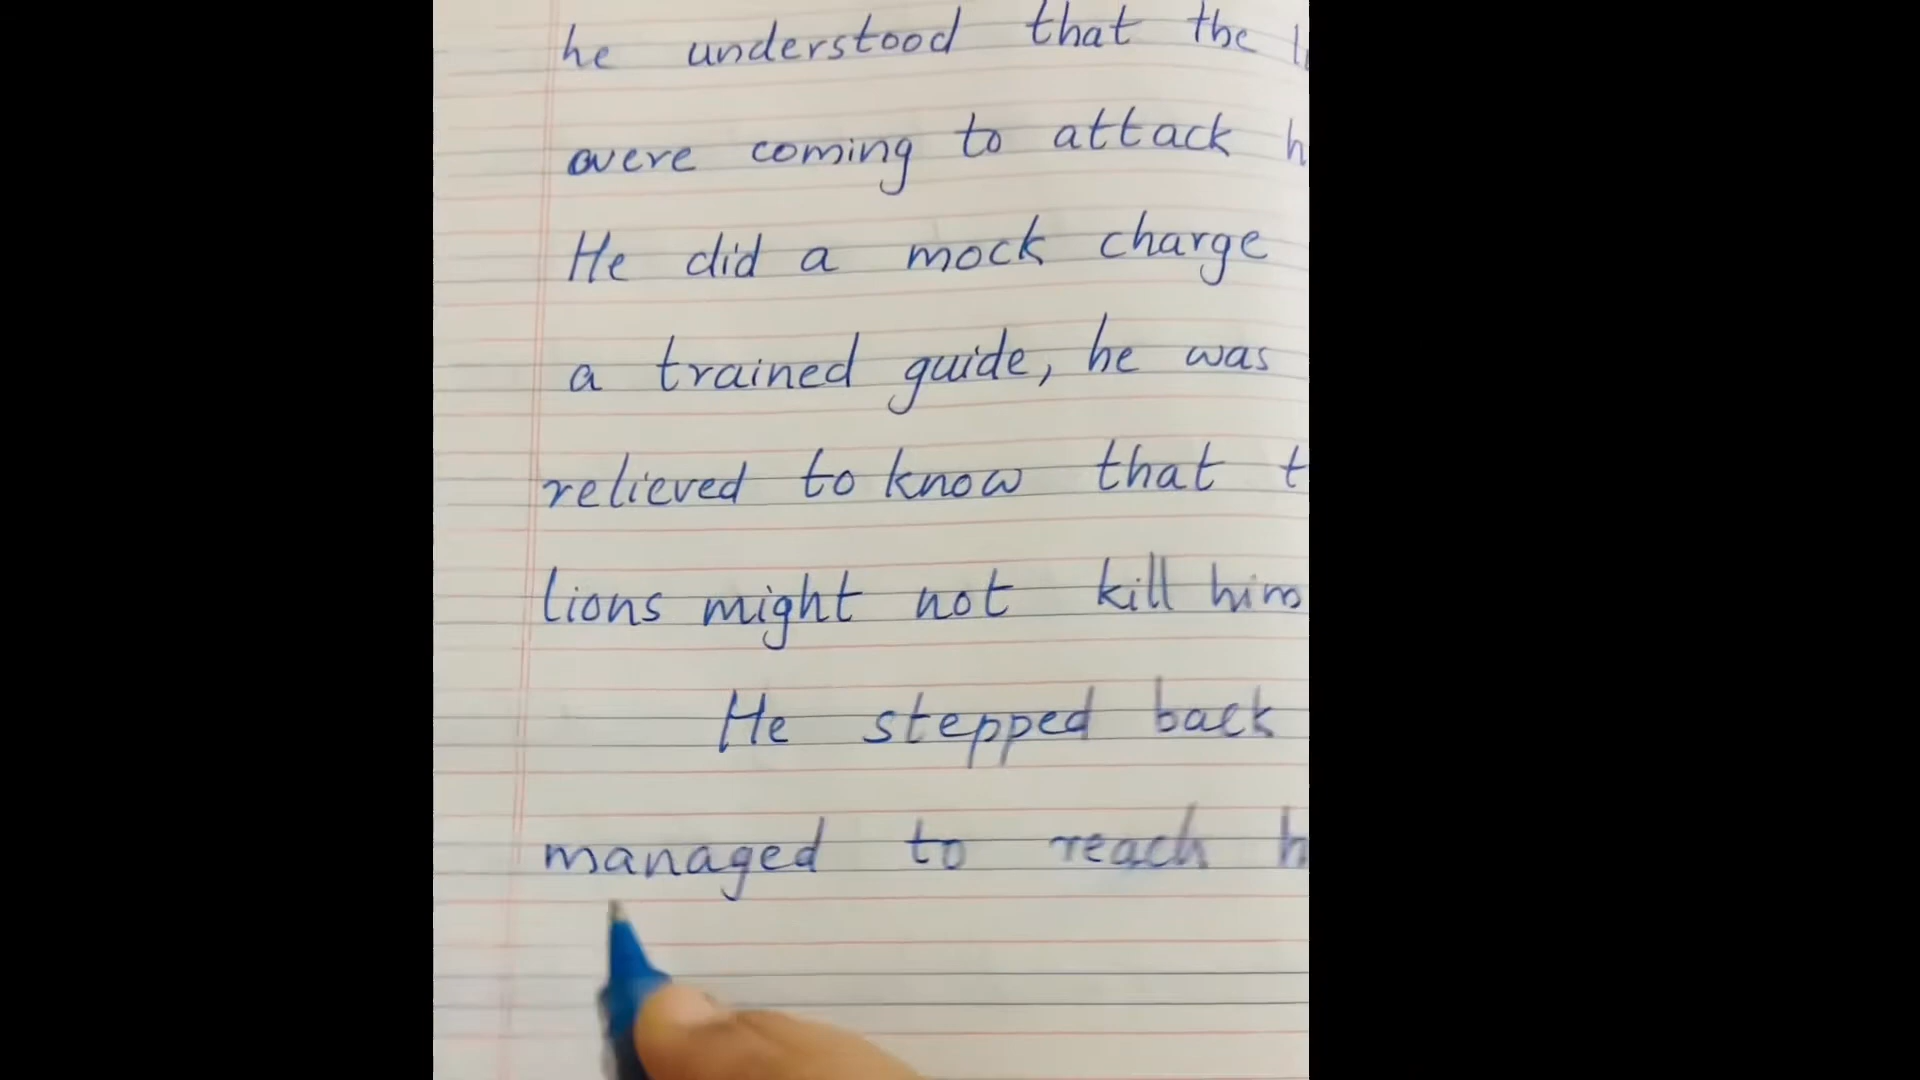 he understood that the
were coming to attack
He did a mock charge
a trained guide, he was
relieved to know that
lions might not kill him
He stepped back
managed to reach